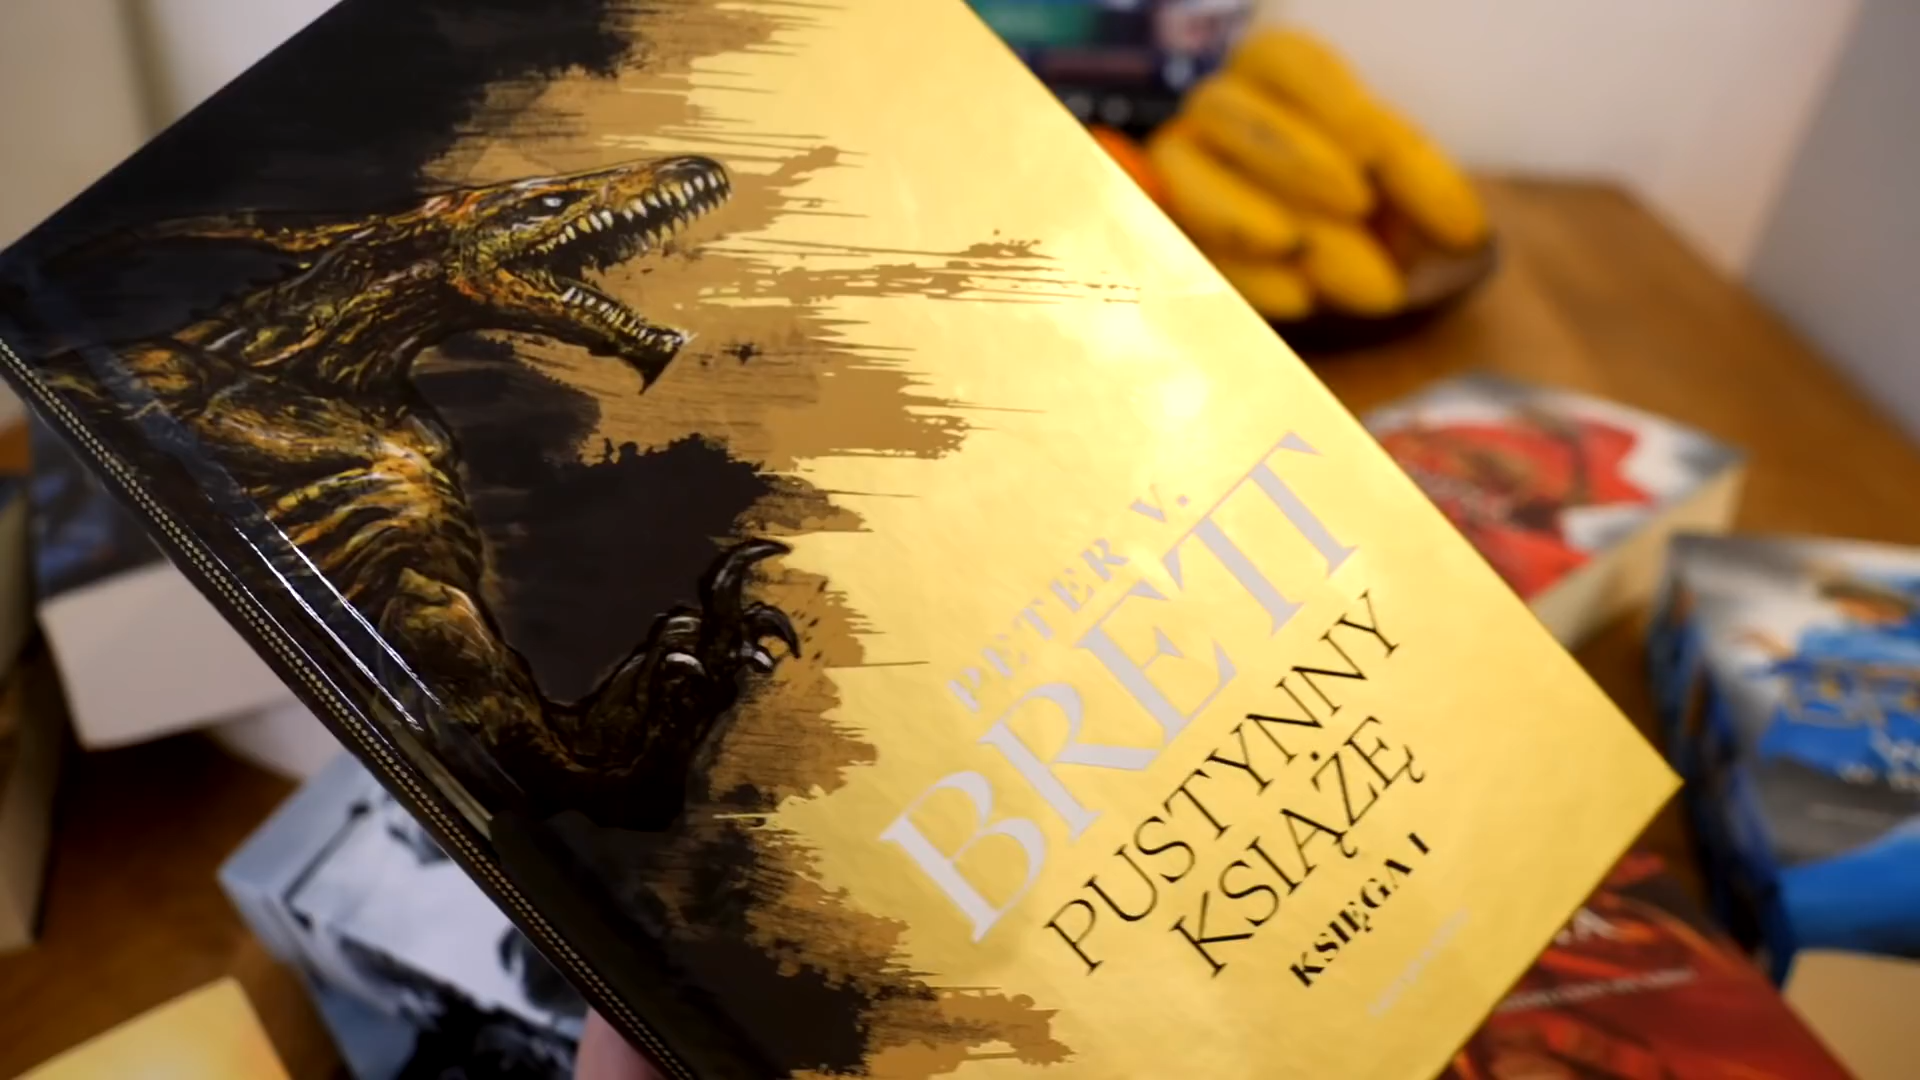 PETER V.
BRETT
PUSTYNNY
KSIĄŻĘ
KSIĘGA I